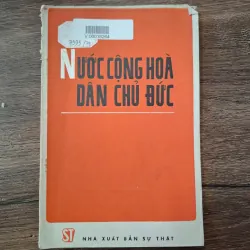 NƯỚC CỘNG HOÀ
DÂN CHỦ ĐỨC
ST
NHÀ XUẤT BẢN SỰ THẬT